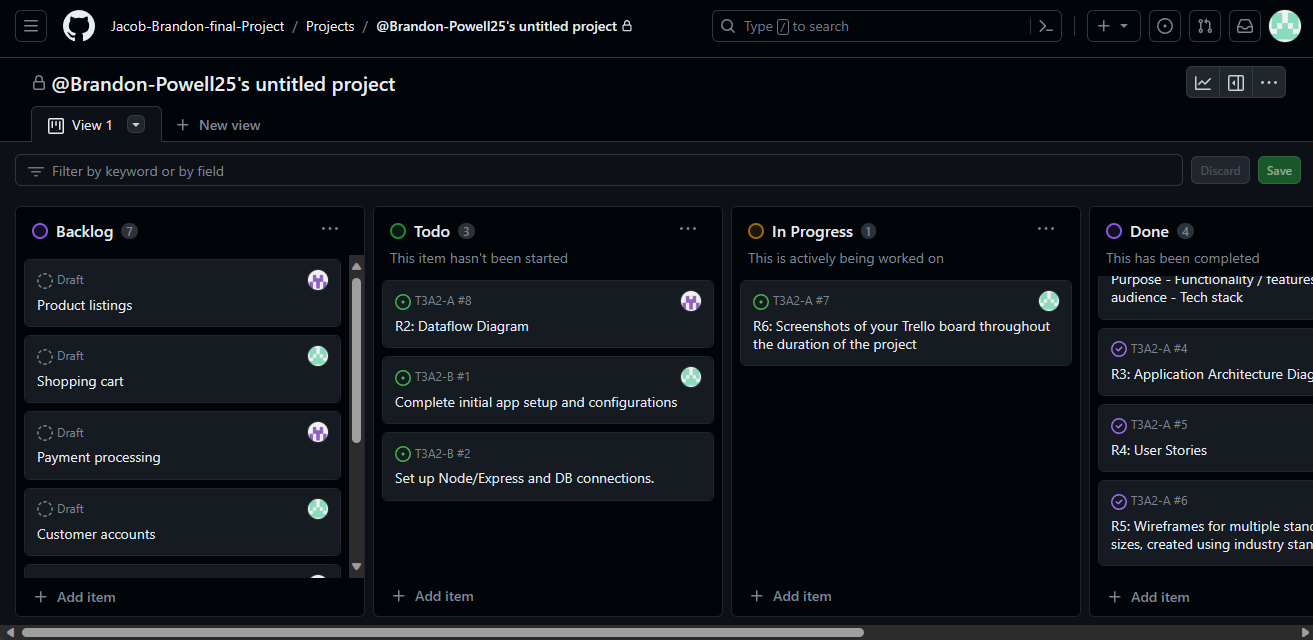 Jacob-Brandon-final-Project / Projects / @Brandon-Powell25's untitled project
Type / to search
@Brandon-Powell25's untitled project
View 1
New view
Filter by keyword or by field
Discard
Save
Backlog 7
Draft
Product listings
Draft
Shopping cart
Draft
Payment processing
Draft
Customer accounts
Add item
Todo 3
This item hasn't been started
T3A2-A #8
R2: Dataflow Diagram
T3A2-B #1
Complete initial app setup and configurations
T3A2-B #2
Set up Node/Express and DB connections.
Add item
In Progress 1
This is actively being worked on
T3A2-A #7
R6: Screenshots of your Trello board throughout
the duration of the project
Add item
Done 4
This has been completed
Purpose - Functionality / features
audience - Tech stack
T3A2-A #4
R3: Application Architecture Diag
T3A2-A #5
R4: User Stories
T3A2-A #6
R5: Wireframes for multiple stand
sizes, created using industry stan
Add item